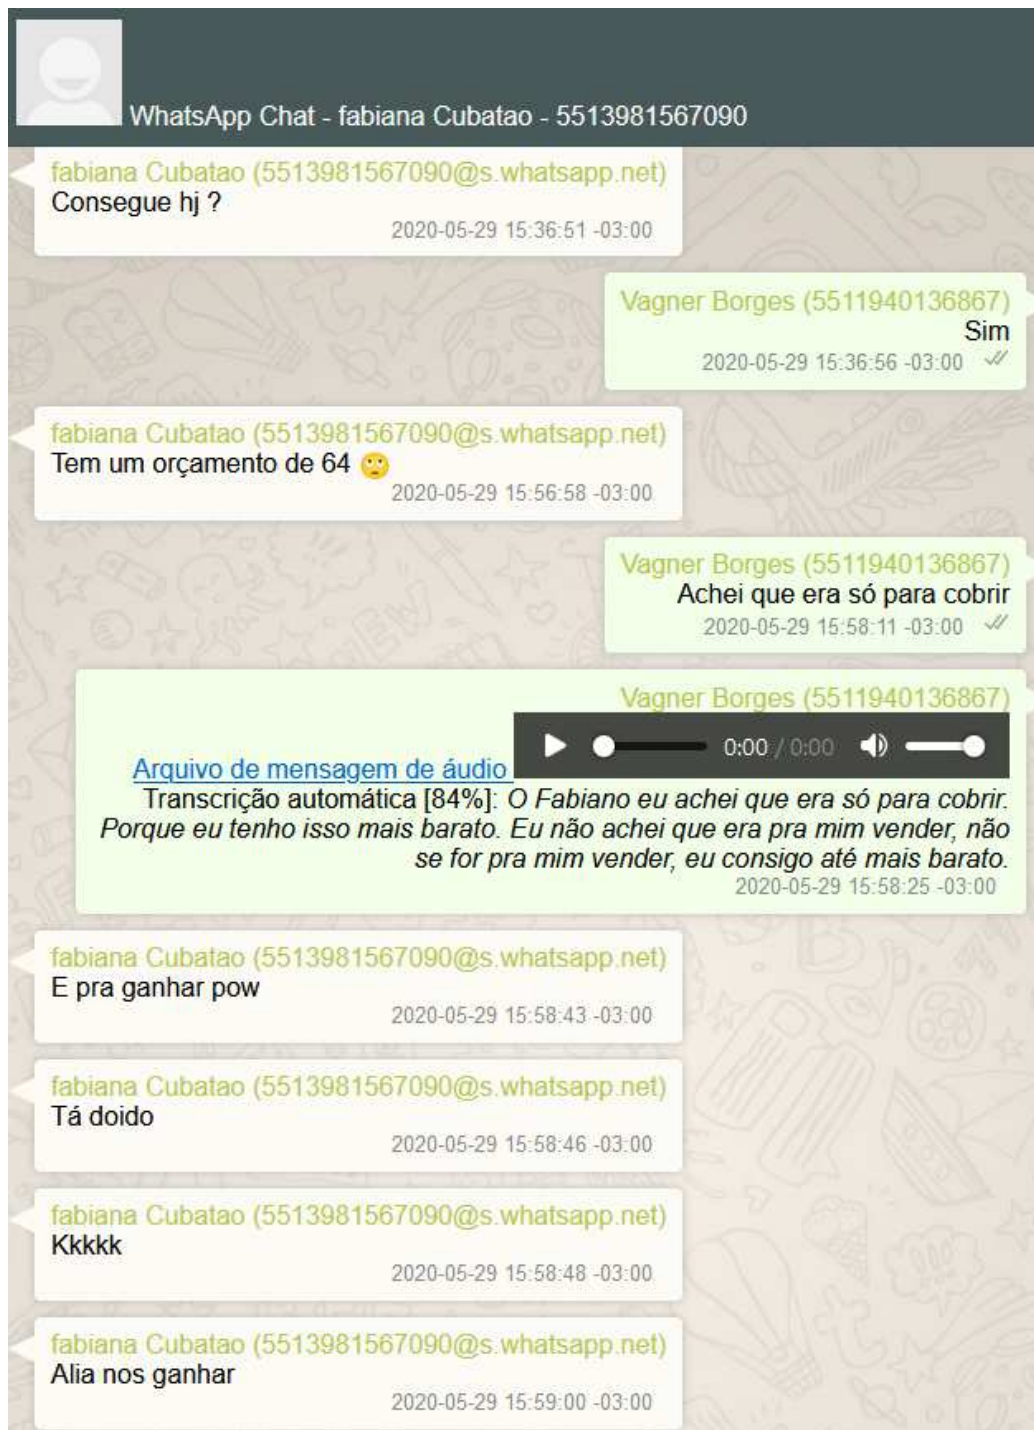 WhatsApp Chat - fabiana Cubatao - 5513981567090
fabiana Cubatao (5513981567090@s.whatsapp.net)
Consegue hj ?
2020-05-29 15:36:51 -03:00
Vagner Borges (5511940136867)
Sim
2020-05-29 15:36:56 -03:00
fabiana Cubatao (5513981567090@s.whatsapp.net)
Tem um orçamento de 64 🙄
2020-05-29 15:56:58 -03:00
Vagner Borges (5511940136867)
Achei que era só para cobrir
2020-05-29 15:58:11 -03:00
Vagner Borges (5511940136867)
0:00 / 0:00
Arquivo de mensagem de áudio
Transcrição automática [84%]: O Fabiano eu achei que era só para cobrir.
Porque eu tenho isso mais barato. Eu não achei que era pra mim vender, não
se for pra mim vender, eu consigo até mais barato.
2020-05-29 15:58:25 -03:00
fabiana Cubatao (5513981567090@s.whatsapp.net)
E pra ganhar pow
2020-05-29 15:58:43 -03:00
fabiana Cubatao (5513981567090@s.whatsapp.net)
Tá doido
2020-05-29 15:58:46 -03:00
fabiana Cubatao (5513981567090@s.whatsapp.net)
Kkkkk
2020-05-29 15:58:48 -03:00
fabiana Cubatao (5513981567090@s.whatsapp.net)
Alia nos ganhar
2020-05-29 15:59:00 -03:00